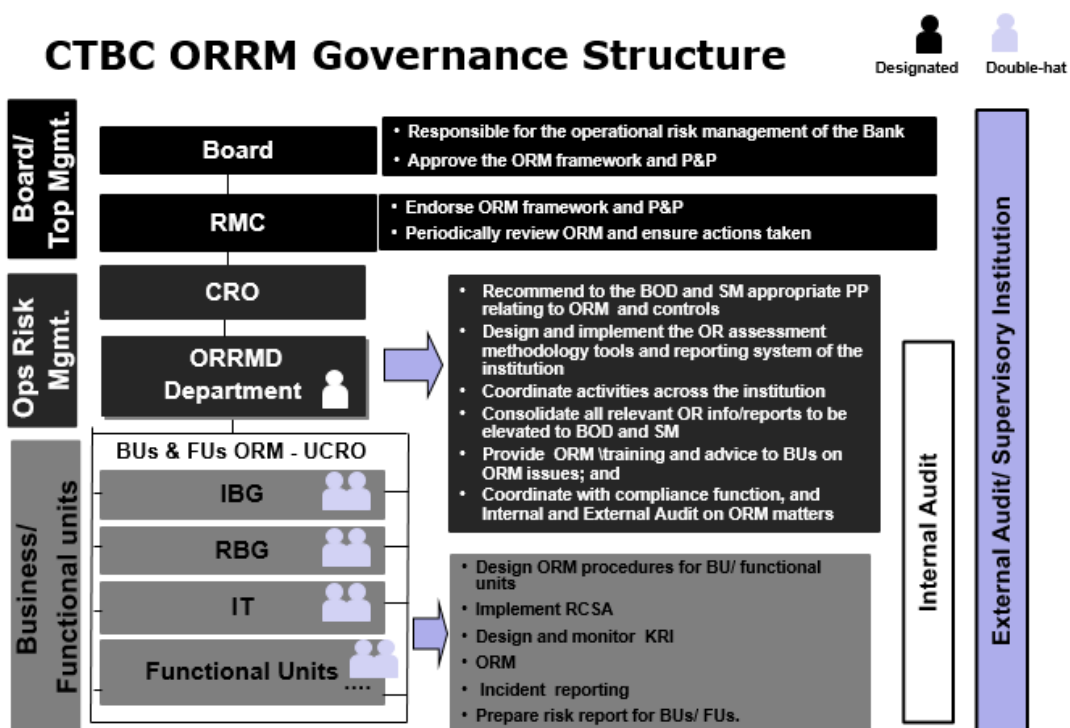 CTBC ORRM Governance Structure
Designated
Double-hat
Board/
Top Mgmt.
Board
• Responsible for the operational risk management of the Bank
• Approve the ORM framework and P&P
RMC
• Endorse ORM framework and P&P
• Periodically review ORM and ensure actions taken
Ops Risk
Mgmt.
CRO
ORRMD
Department
• Recommend to the BOD and SM appropriate PP
relating to ORM and controls
• Design and implement the OR assessment
methodology tools and reporting system of the
institution
• Coordinate activities across the institution
• Consolidate all relevant OR info/reports to be
elevated to BOD and SM
• Provide ORM \training and advice to BUs on
ORM issues; and
• Coordinate with compliance function, and
Internal and External Audit on ORM matters
Business/
Functional units
BUs & FUs ORM - UCRO
IBG
RBG
IT
Functional Units
....
• Design ORM procedures for BU/ functional
units
• Implement RCSA
• Design and monitor KRI
• ORM
• Incident reporting
• Prepare risk report for BUs/ FUs.
Internal Audit
External Audit/ Supervisory Institution